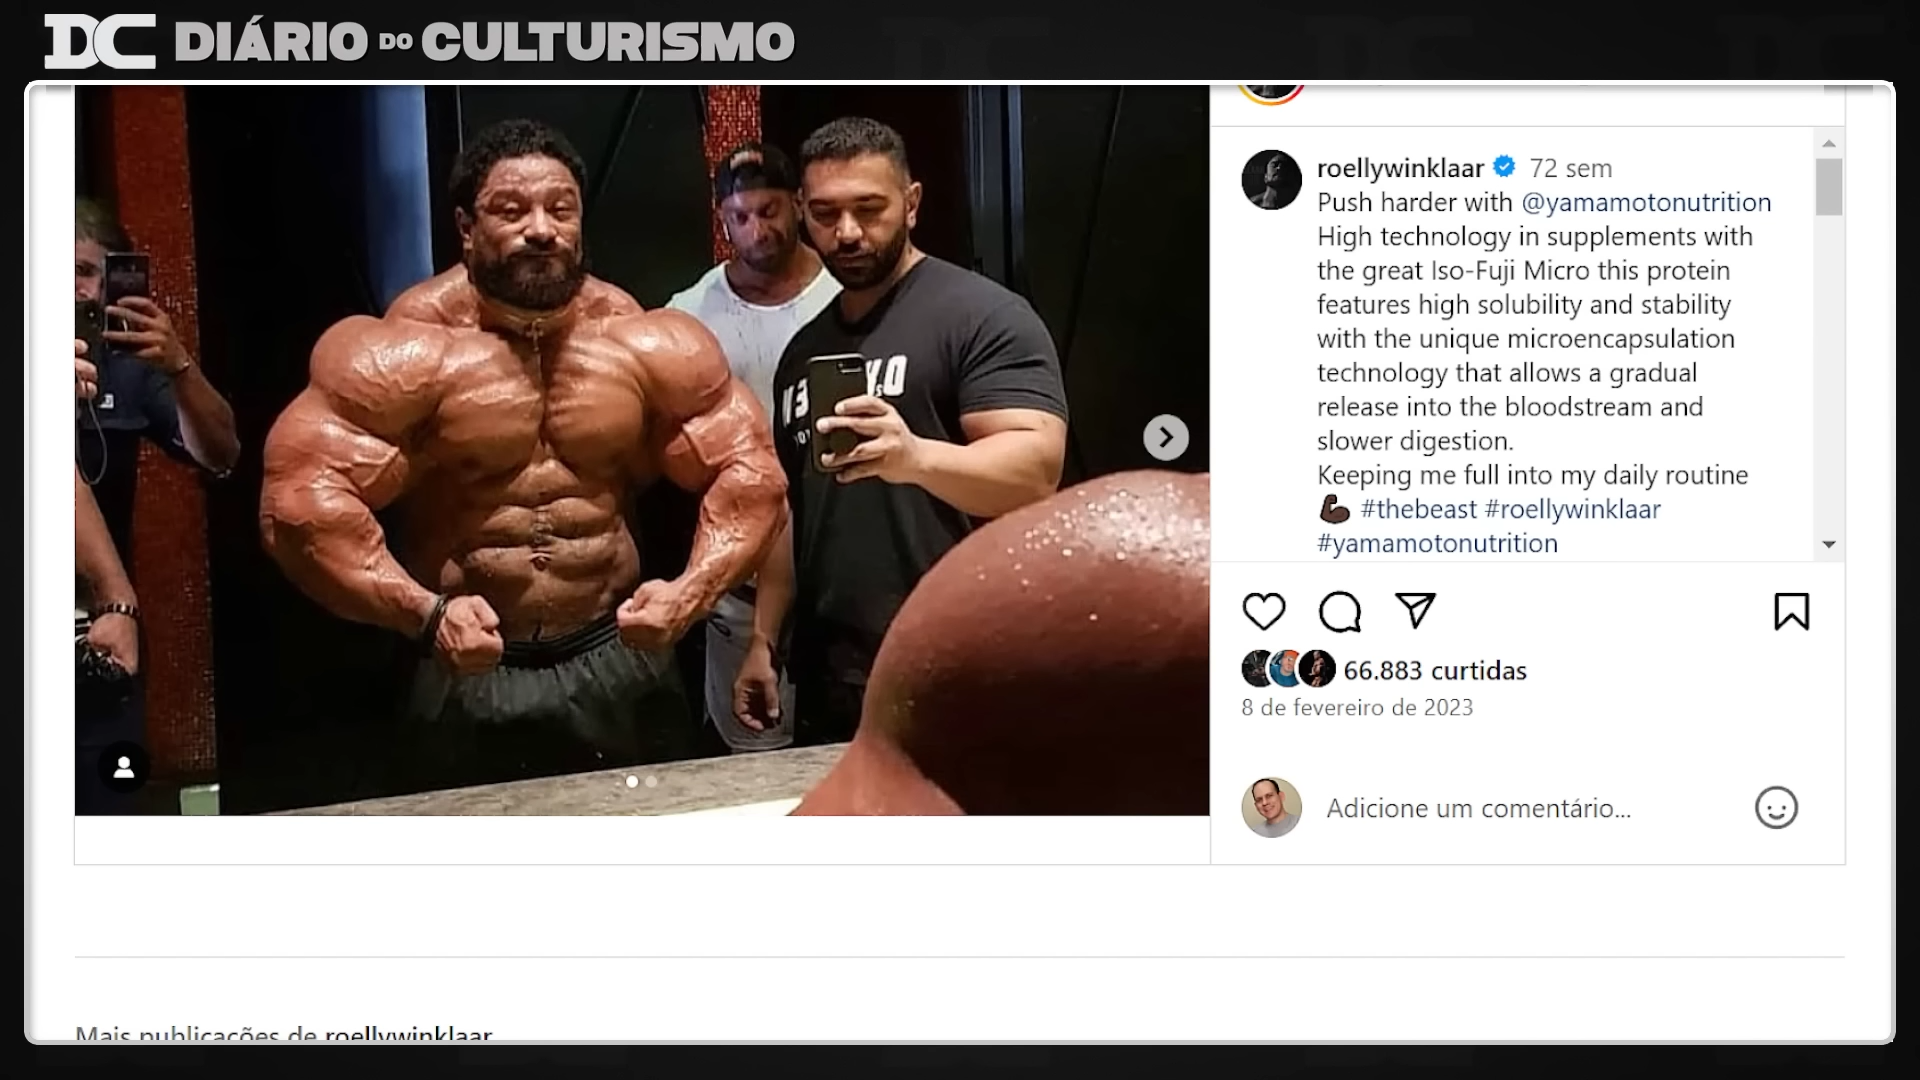 DC DIÁRIO DO CULTURISMO
roellywinklaar 72 sem
Push harder with @yamamotonutrition
High technology in supplements with
the great Iso-Fuji Micro this protein
features high solubility and stability
with the unique microencapsulation
technology that allows a gradual
release into the bloodstream and
slower digestion.
Keeping me full into my daily routine
💪🏿 #thebeast #roellywinklaar
#yamamotonutrition
66.883 curtidas
8 de fevereiro de 2023
Adicione um comentário...
Mais publicações de roellywinklaar